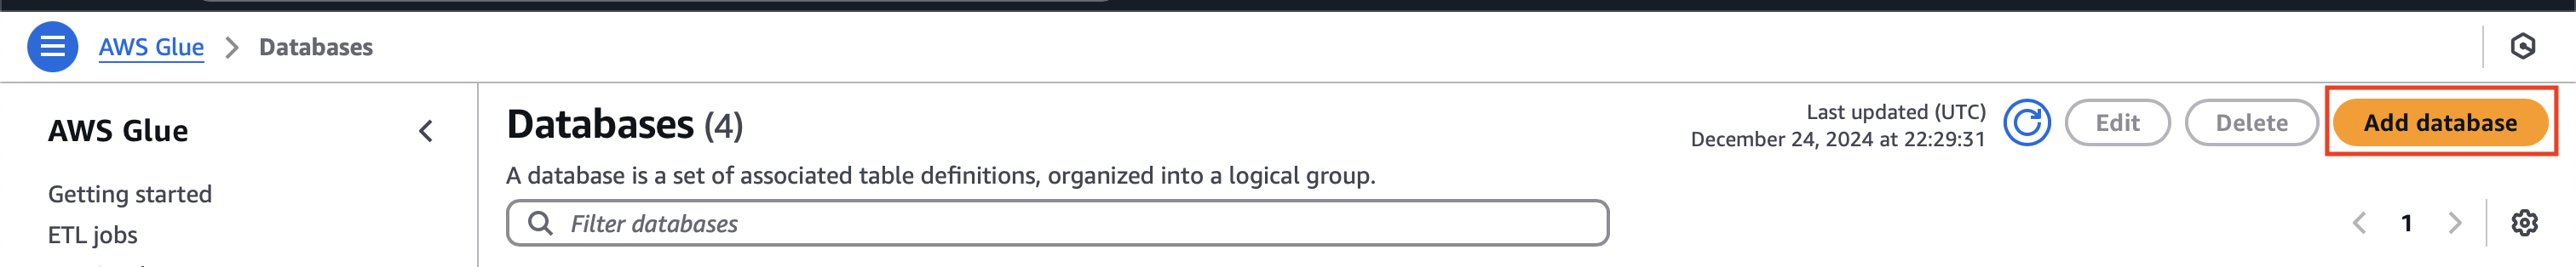 AWS Glue > Databases
AWS Glue
Getting started
ETL jobs
Databases (4)
A database is a set of associated table definitions, organized into a logical group.
Filter databases
Last updated (UTC)
December 24, 2024 at 22:29:31
Edit
Delete
Add database
1